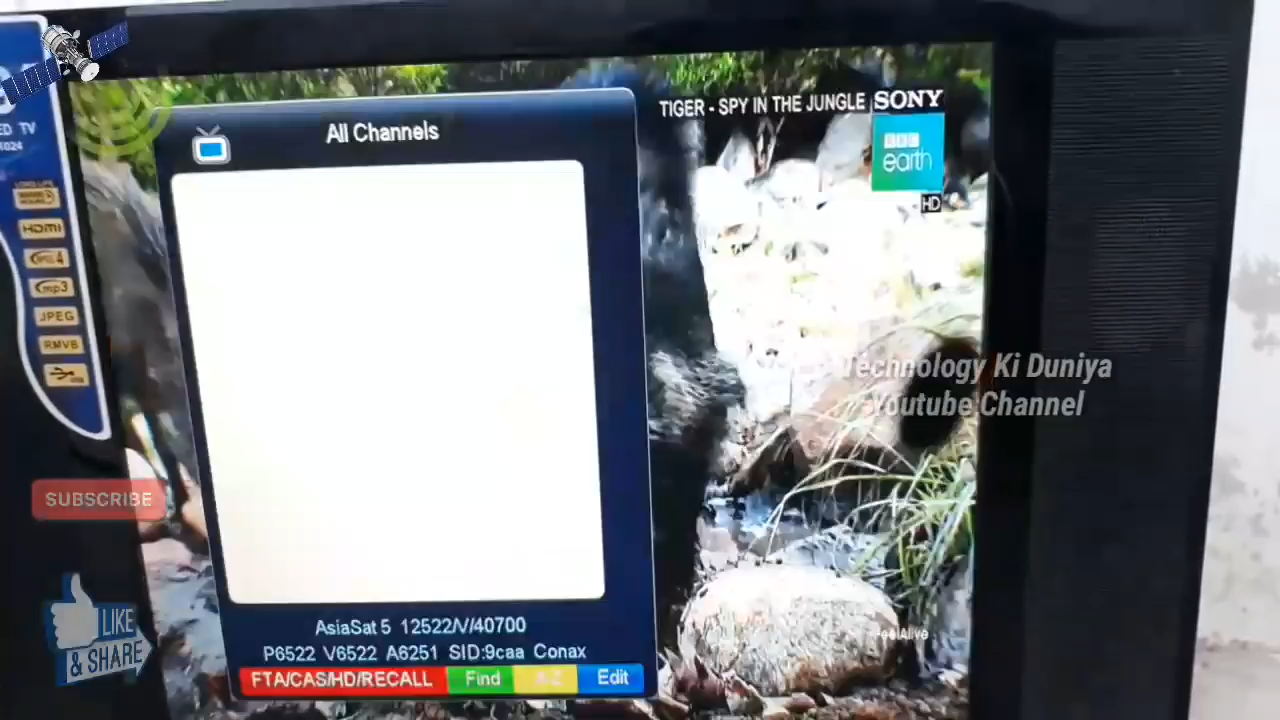 ED TV
HDMI
mp3
JPEG
RMVB
All Channels
TIGER - SPY IN THE JUNGLE
SONY
BBC
earth
HD
Technology Ki Duniya
Youtube Channel
SUBSCRIBE
LIKE
& SHARE
AsiaSat 5 12522/V/40700
P6522 V6522 A6251 SID:9caa Conax
FTA/CAS/HD/RECALL Find A-Z Edit